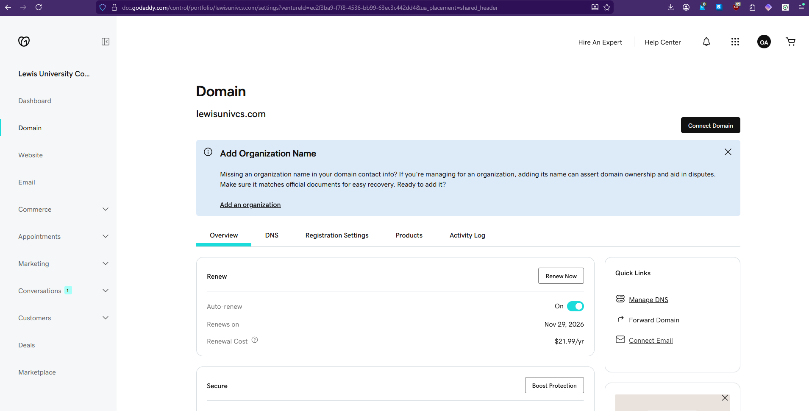 dcc.godaddy.com/control/portfolio/lewisunivcs.com/settings?ventureId=
Hire An Expert
Help Center
OA
Lewis University Co...
Dashboard
Domain
Website
Email
Commerce
Appointments
Marketing
Conversations
Customers
Deals
Marketplace
Domain
lewisunivcs.com
Connect Domain
Add Organization Name
Missing an organization name in your domain contact info? If you're managing for an organization, adding its name can assert domain ownership and aid in disputes.
Make sure it matches official documents for easy recovery. Ready to add it?
Add an organization
Overview
DNS
Registration Settings
Products
Activity Log
Renew
Renew Now
Auto-renew
On
Renews on
Nov 29, 2026
Renewal Cost
$21.99/yr
Secure
Boost Protection
Quick Links
Manage DNS
Forward Domain
Connect Email